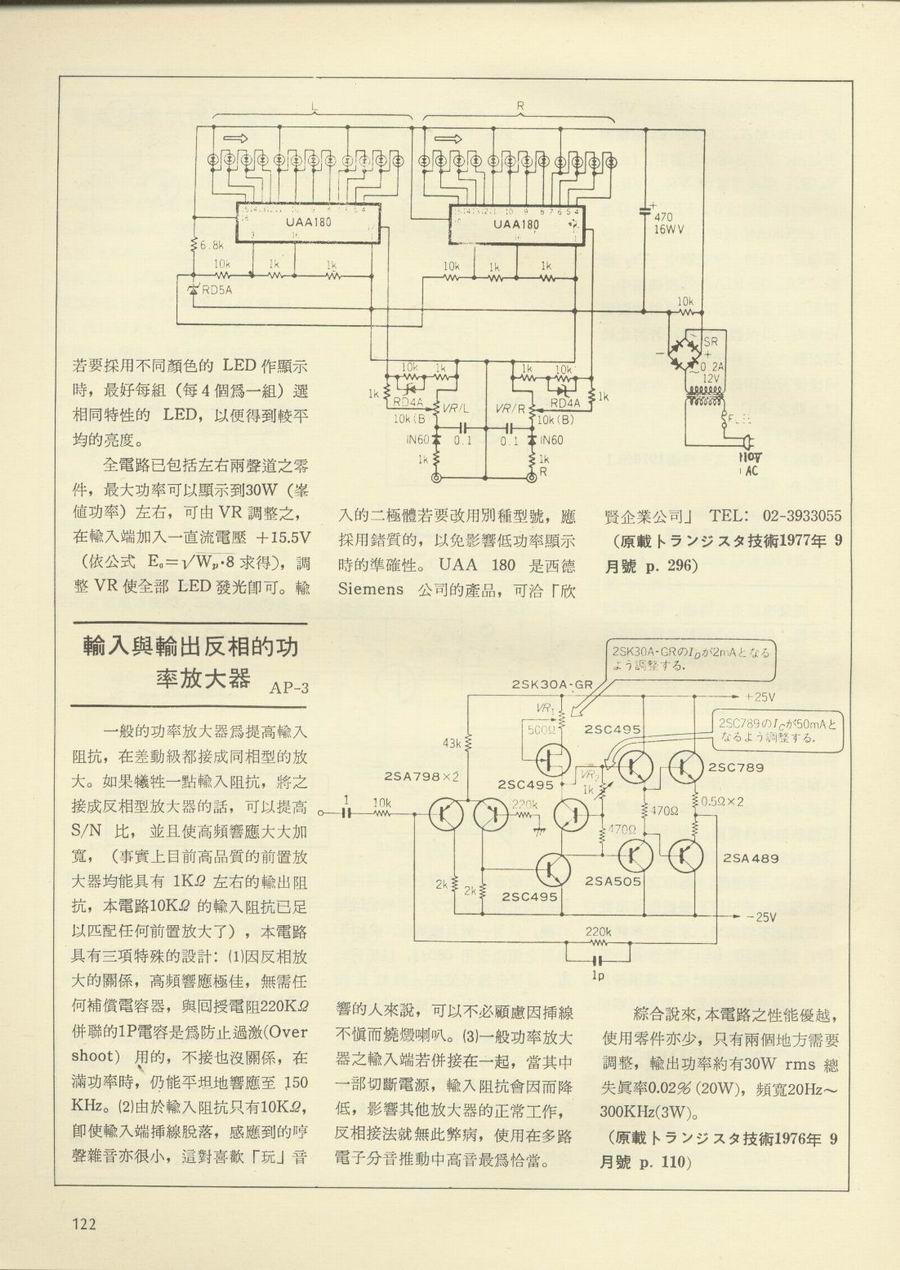 L
R
UAA180
UAA180
6.8k
10k
1k
1k
10k
1k
1k
RD5A
+
470
16WV
10k
SR
+
0.2A
12V
AC
10k
1k
1k
RD4A
VR/L
10k(B
IN60
0.1
1k
1k
10k
VR/R
RD4A
1k
10k(B)
0.1
IN60
1k
R
若要採用不同顏色的 LED 作顯示
時，最好每組（每4個爲一組）選
相同特性的 LED，以便得到較平
均的亮度。
全電路已包括左右兩聲道之零
件，最大功率可以顯示到30W（峯
値功率）左右，可由 VR 調整之，
在輸入端加入一直流電壓 +15.5V
（依公式 E₀=√Wₚ·8 求得），調
整 VR 使全部 LED 發光卽可。輸
入的二極體若要改用別種型號，應
採用鍺質的，以免影響低功率顯示
時的準確性。UAA 180 是西德
Siemens 公司的產品，可洽「欣
賢企業公司」 TEL： 02-3933055
（原載トランジスタ技術1977年 9
月號 p. 296)
輸入與輸出反相的功
率放大器 AP-3
一般的功率放大器爲提高輸入
阻抗，在差動級都接成同相型的放
大。如果犧牲一點輸入阻抗，將之
接成反相型放大器的話，可以提高
S/N 比， 並且使高頻響應大大加
寬，（事實上目前高品質的前置放
大器均能具有 1KΩ 左右的輸出阻
抗，本電路10KΩ 的輸入阻抗已足
以匹配任何前置放大了），本電路
具有三項特殊的設計：⑴因反相放
大的關係，高頻響應極佳，無需任
何補償電容器，與回授電阻220KΩ
併聯的1P電容是爲防止過激(Over
shoot） 用的，不接也沒關係，在
滿功率時，仍能平坦地響應至 150
KHz。⑵由於輸入阻抗只有10KΩ，
卽使輸入端揷線脫落，感應到的哼
聲雜音亦很小，這對喜歡「玩」音
2SK30A-GRのI_Dが2mAとなる
よう調整する.
2SK30A-GR
+25V
VR₁
500Ω
2SC495
2SC789のI_Cが50mAと
なるよう調整する.
43k
2SA798×2
2SC495
VR₂
1k
2SC789
1
10k
220k
470Ω
0.5Ω×2
470Ω
2k
2k
2SC495
2SA505
2SA489
-25V
220k
1p
響的人來說，可以不必顧慮因揷線
不愼而燒燬喇叭。⑶一般功率放大
器之輸入端若併接在一起，當其中
一部切斷電源，輸入阻抗會因而降
低，影響其他放大器的正常工作，
反相接法就無此弊病，使用在多路
電子分音推動中高音最爲恰當。
綜合說來，本電路之性能優越，
使用零件亦少，只有兩個地方需要
調整，輸出功率約有30W rms 總
失眞率0.02％(20W)，頻寬20Hz～
300KHz(3W)。
（原載トランジスタ技術1976年 9
月號 p. 110)
122